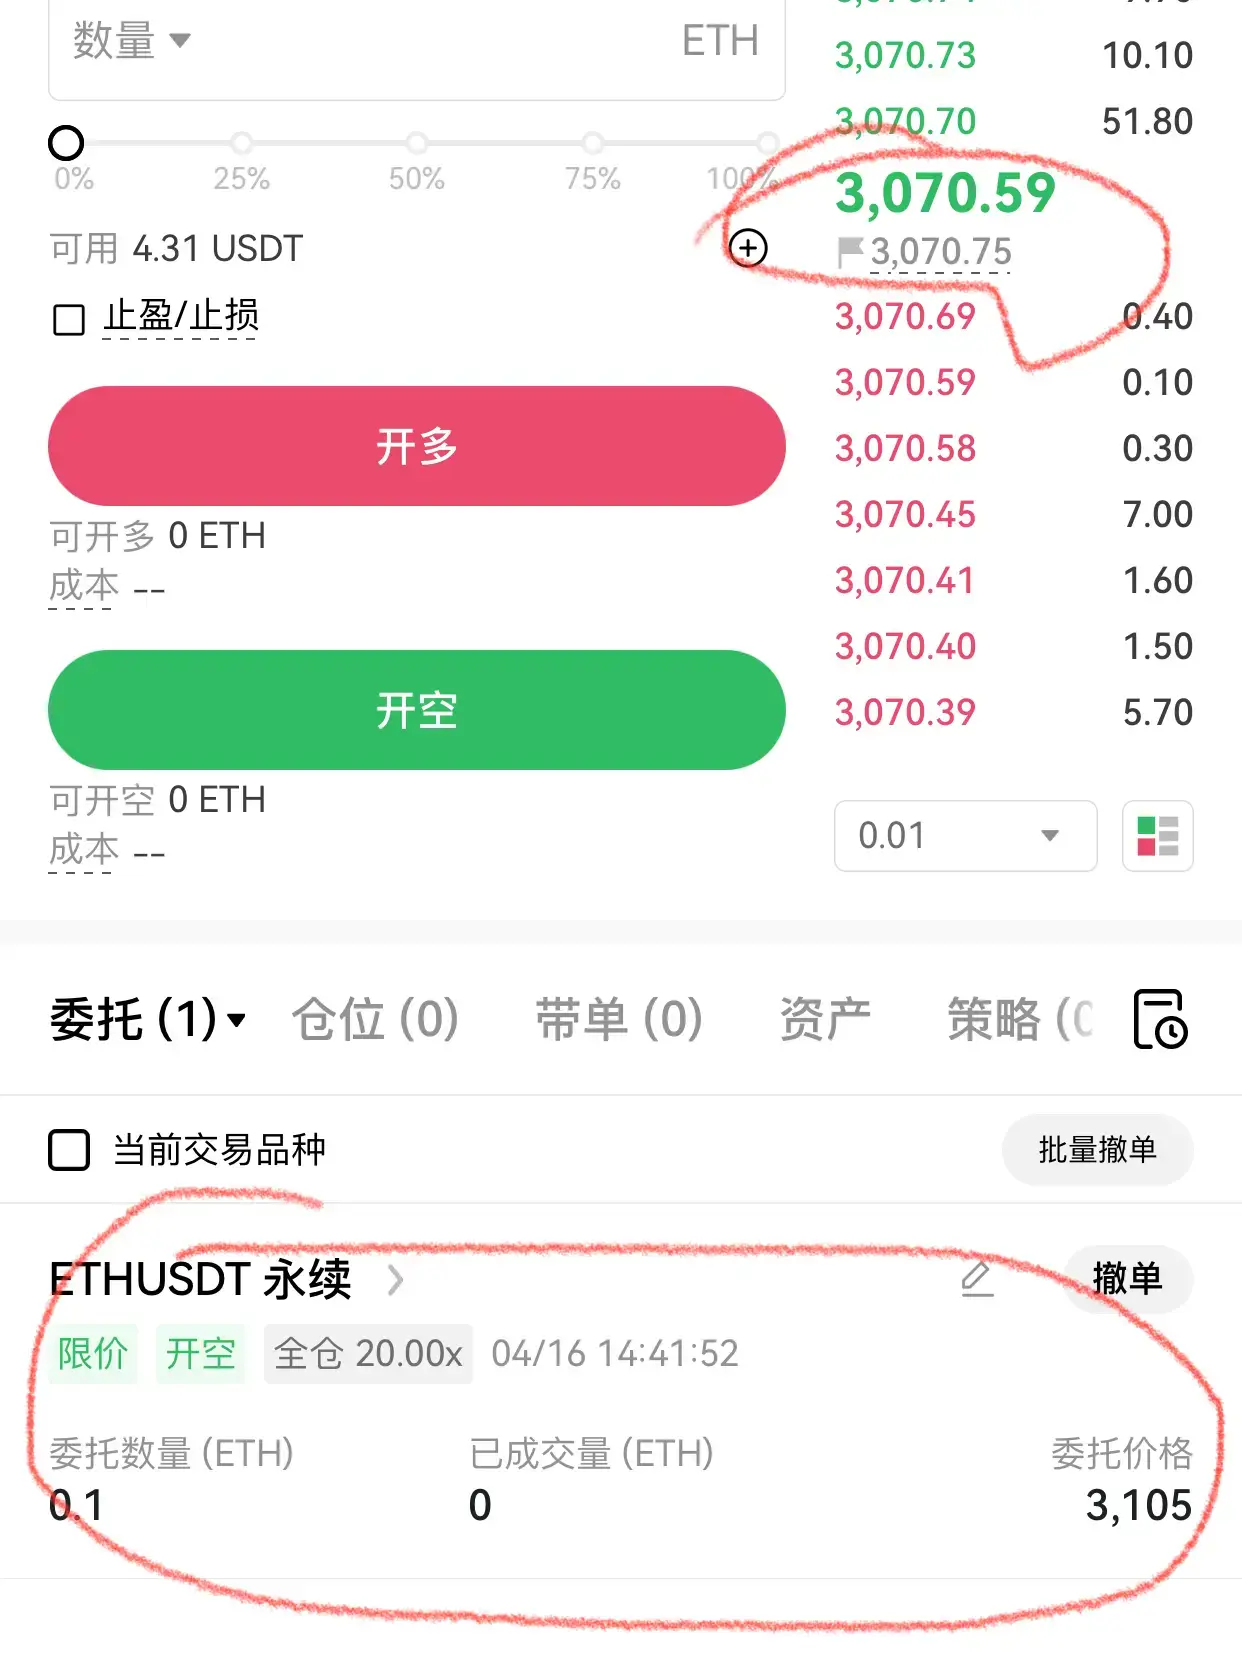 数量 ETH
0% 25% 50% 75% 100%
可用 4.31 USDT
止盈/止损
开多
可开多 0 ETH
成本 --
开空
可开空 0 ETH
成本 --
3,070.73 10.10
3,070.70 51.80
3,070.59
3,070.75
3,070.69 0.40
3,070.59 0.10
3,070.58 0.30
3,070.45 7.00
3,070.41 1.60
3,070.40 1.50
3,070.39 5.70
0.01
委托 (1) 仓位 (0) 带单 (0) 资产 策略 (0
当前交易品种 批量撤单
ETHUSDT 永续 撤单
限价 开空 全仓 20.00x 04/16 14:41:52
委托数量 (ETH) 已成交量 (ETH) 委托价格
0.1 0 3,105